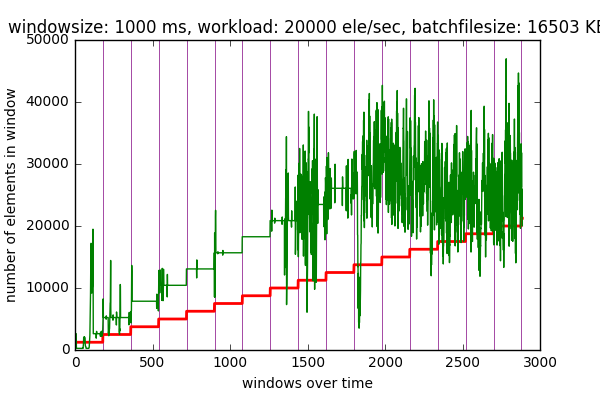 windowsize: 1000 ms, workload: 20000 ele/sec, batchfilesize: 16503 KB
50000
40000
30000
20000
10000
0
number of elements in window
0 500 1000 1500 2000 2500 3000
windows over time